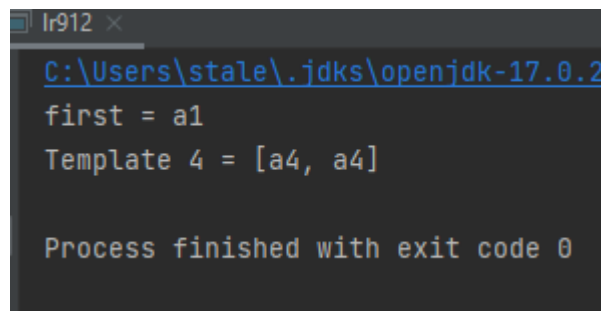 lr912
C:\Users\stale\.jdks\openjdk-17.0.2
first = a1
Template 4 = [a4, a4]
Process finished with exit code 0